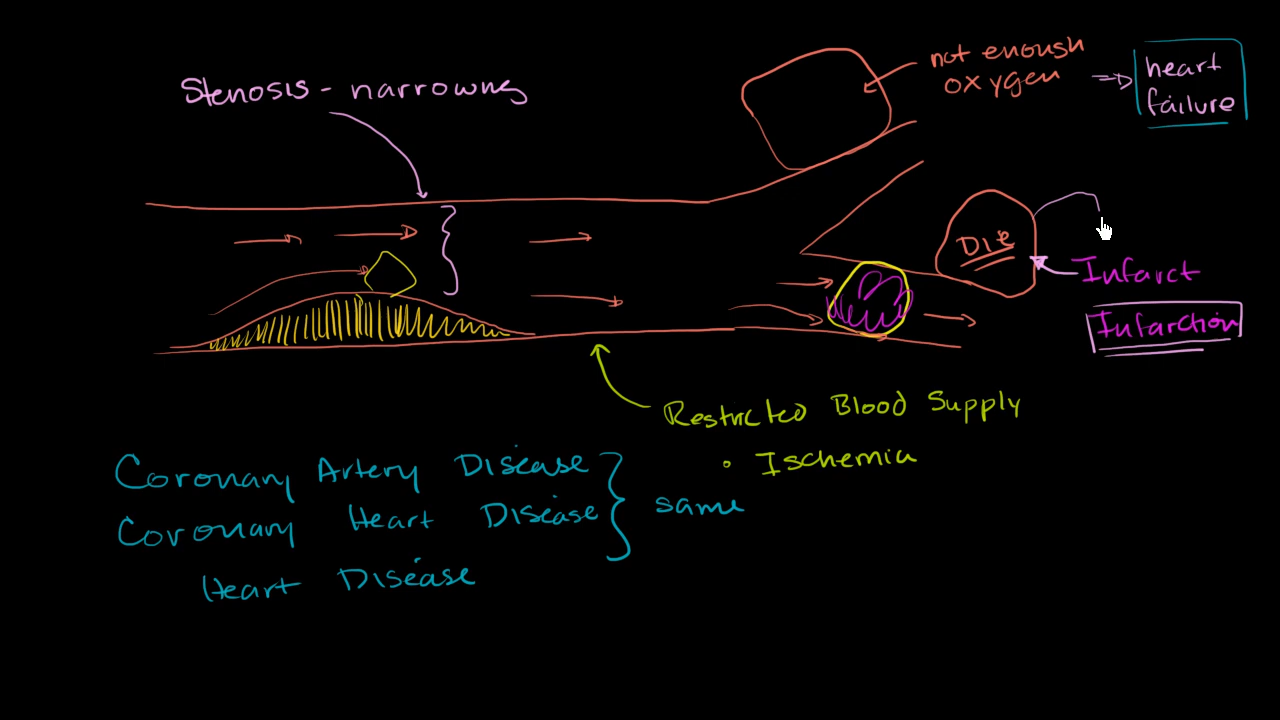 Stenosis - narrowing
not enough
oxygen
heart
failure
Die
Infarct
Infarction
Restricted Blood Supply
• Ischemia
Coronary Artery Disease
Coronary Heart Disease
same
Heart Disease